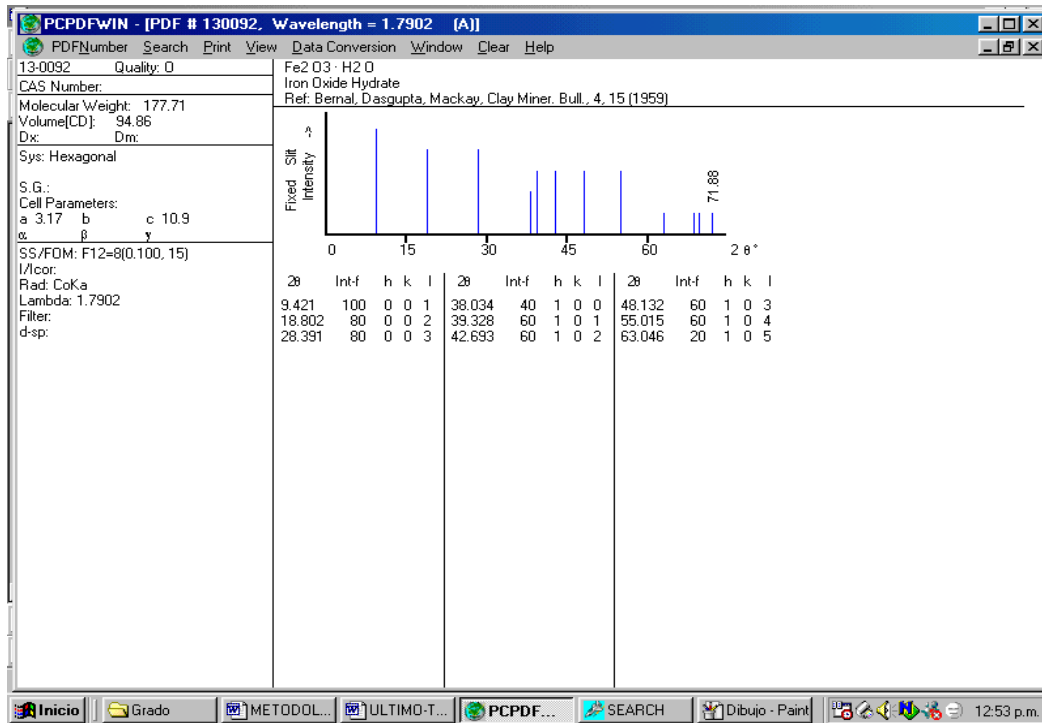 PCPDFWIN - [PDF # 130092, Wavelength = 1.7902 (A)]
PDFNumber Search Print View Data Conversion Window Clear Help
13-0092 Quality: O
CAS Number:
Molecular Weight: 177.71
Volume[CD]: 94.86
Dx: Dm:
Sys: Hexagonal
S.G.:
Cell Parameters:
a 3.17 b c 10.9
α β γ
SS/FOM: F12=8(0.100, 15)
I/Icor:
Rad: CoKa
Lambda: 1.7902
Filter:
d-sp:
Fe2 O3 · H2 O
Iron Oxide Hydrate
Ref: Bernal, Dasgupta, Mackay, Clay Miner. Bull., 4, 15 (1959)
Fixed Slit
Intensity ->
71.88
0 15 30 45 60 2 θ °
2θ Int-f h k l 2θ Int-f h k l 2θ Int-f h k l
9.421 100 0 0 1 38.034 40 1 0 0 48.132 60 1 0 3
18.802 80 0 0 2 39.328 60 1 0 1 55.015 60 1 0 4
28.391 80 0 0 3 42.693 60 1 0 2 63.046 20 1 0 5
Inicio Grado METODOL... ULTIMO-T... PCPDF... SEARCH Dibujo - Paint 12:53 p.m.